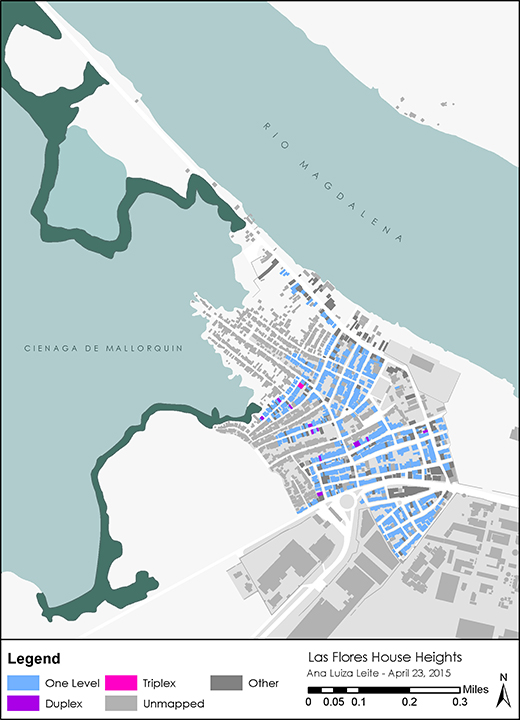 RIO MAGDALENA
CIENAGA DE MALLORQUIN
Legend
One Level
Duplex
Triplex
Unmapped
Other
Las Flores House Heights
Ana Luiza Leite - April 23, 2015
Miles
0 0.05 0.1 0.2 0.3
N